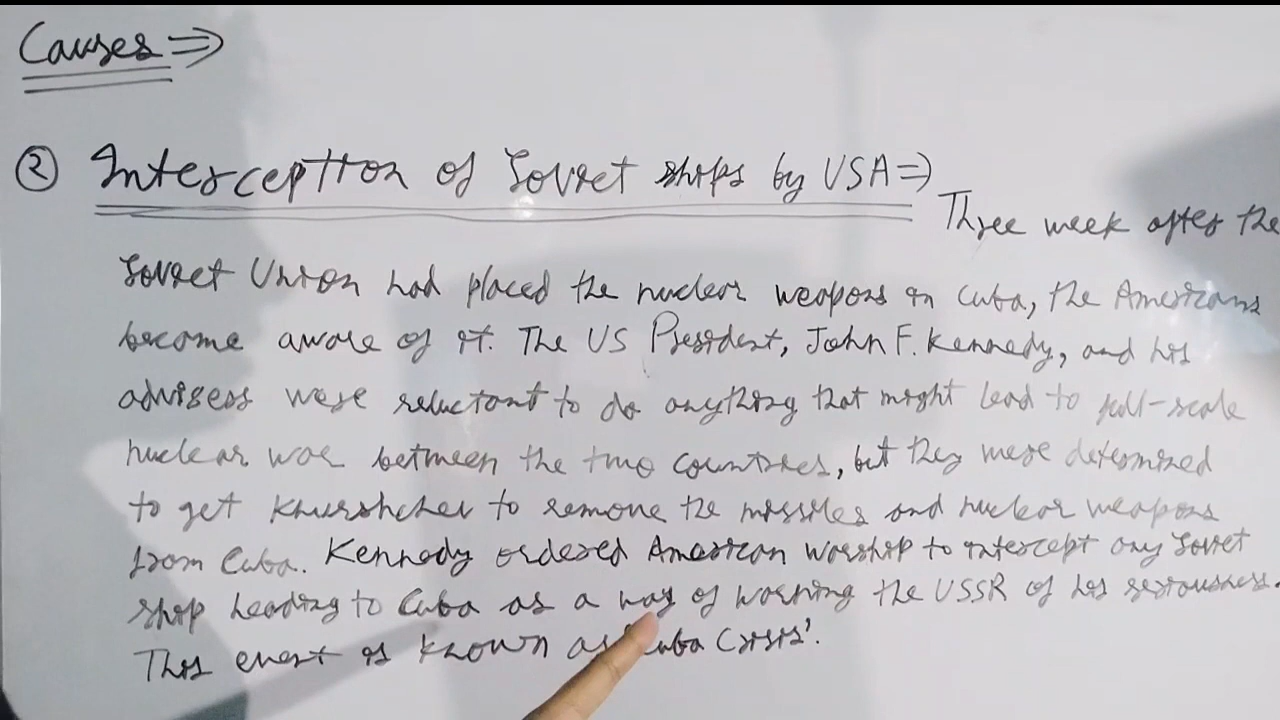 Causes ⇒
② Interception of Soviet ships by USA ⇒
Three week after the
Soviet Union had placed the nuclear weapons in Cuba, the Americans
become aware of it. The US President, John F. Kennedy, and his
advisers were reluctant to do anything that might lead to full-scale
nuclear war between the two countries, but they were determined
to get Khurshchev to remove the missiles and nuclear weapons
from Cuba. Kennedy ordered American warship to intercept any Soviet
ship heading to Cuba as a way of warning the USSR of his seriousness.
This event is known as 'Cuba Crisis'.